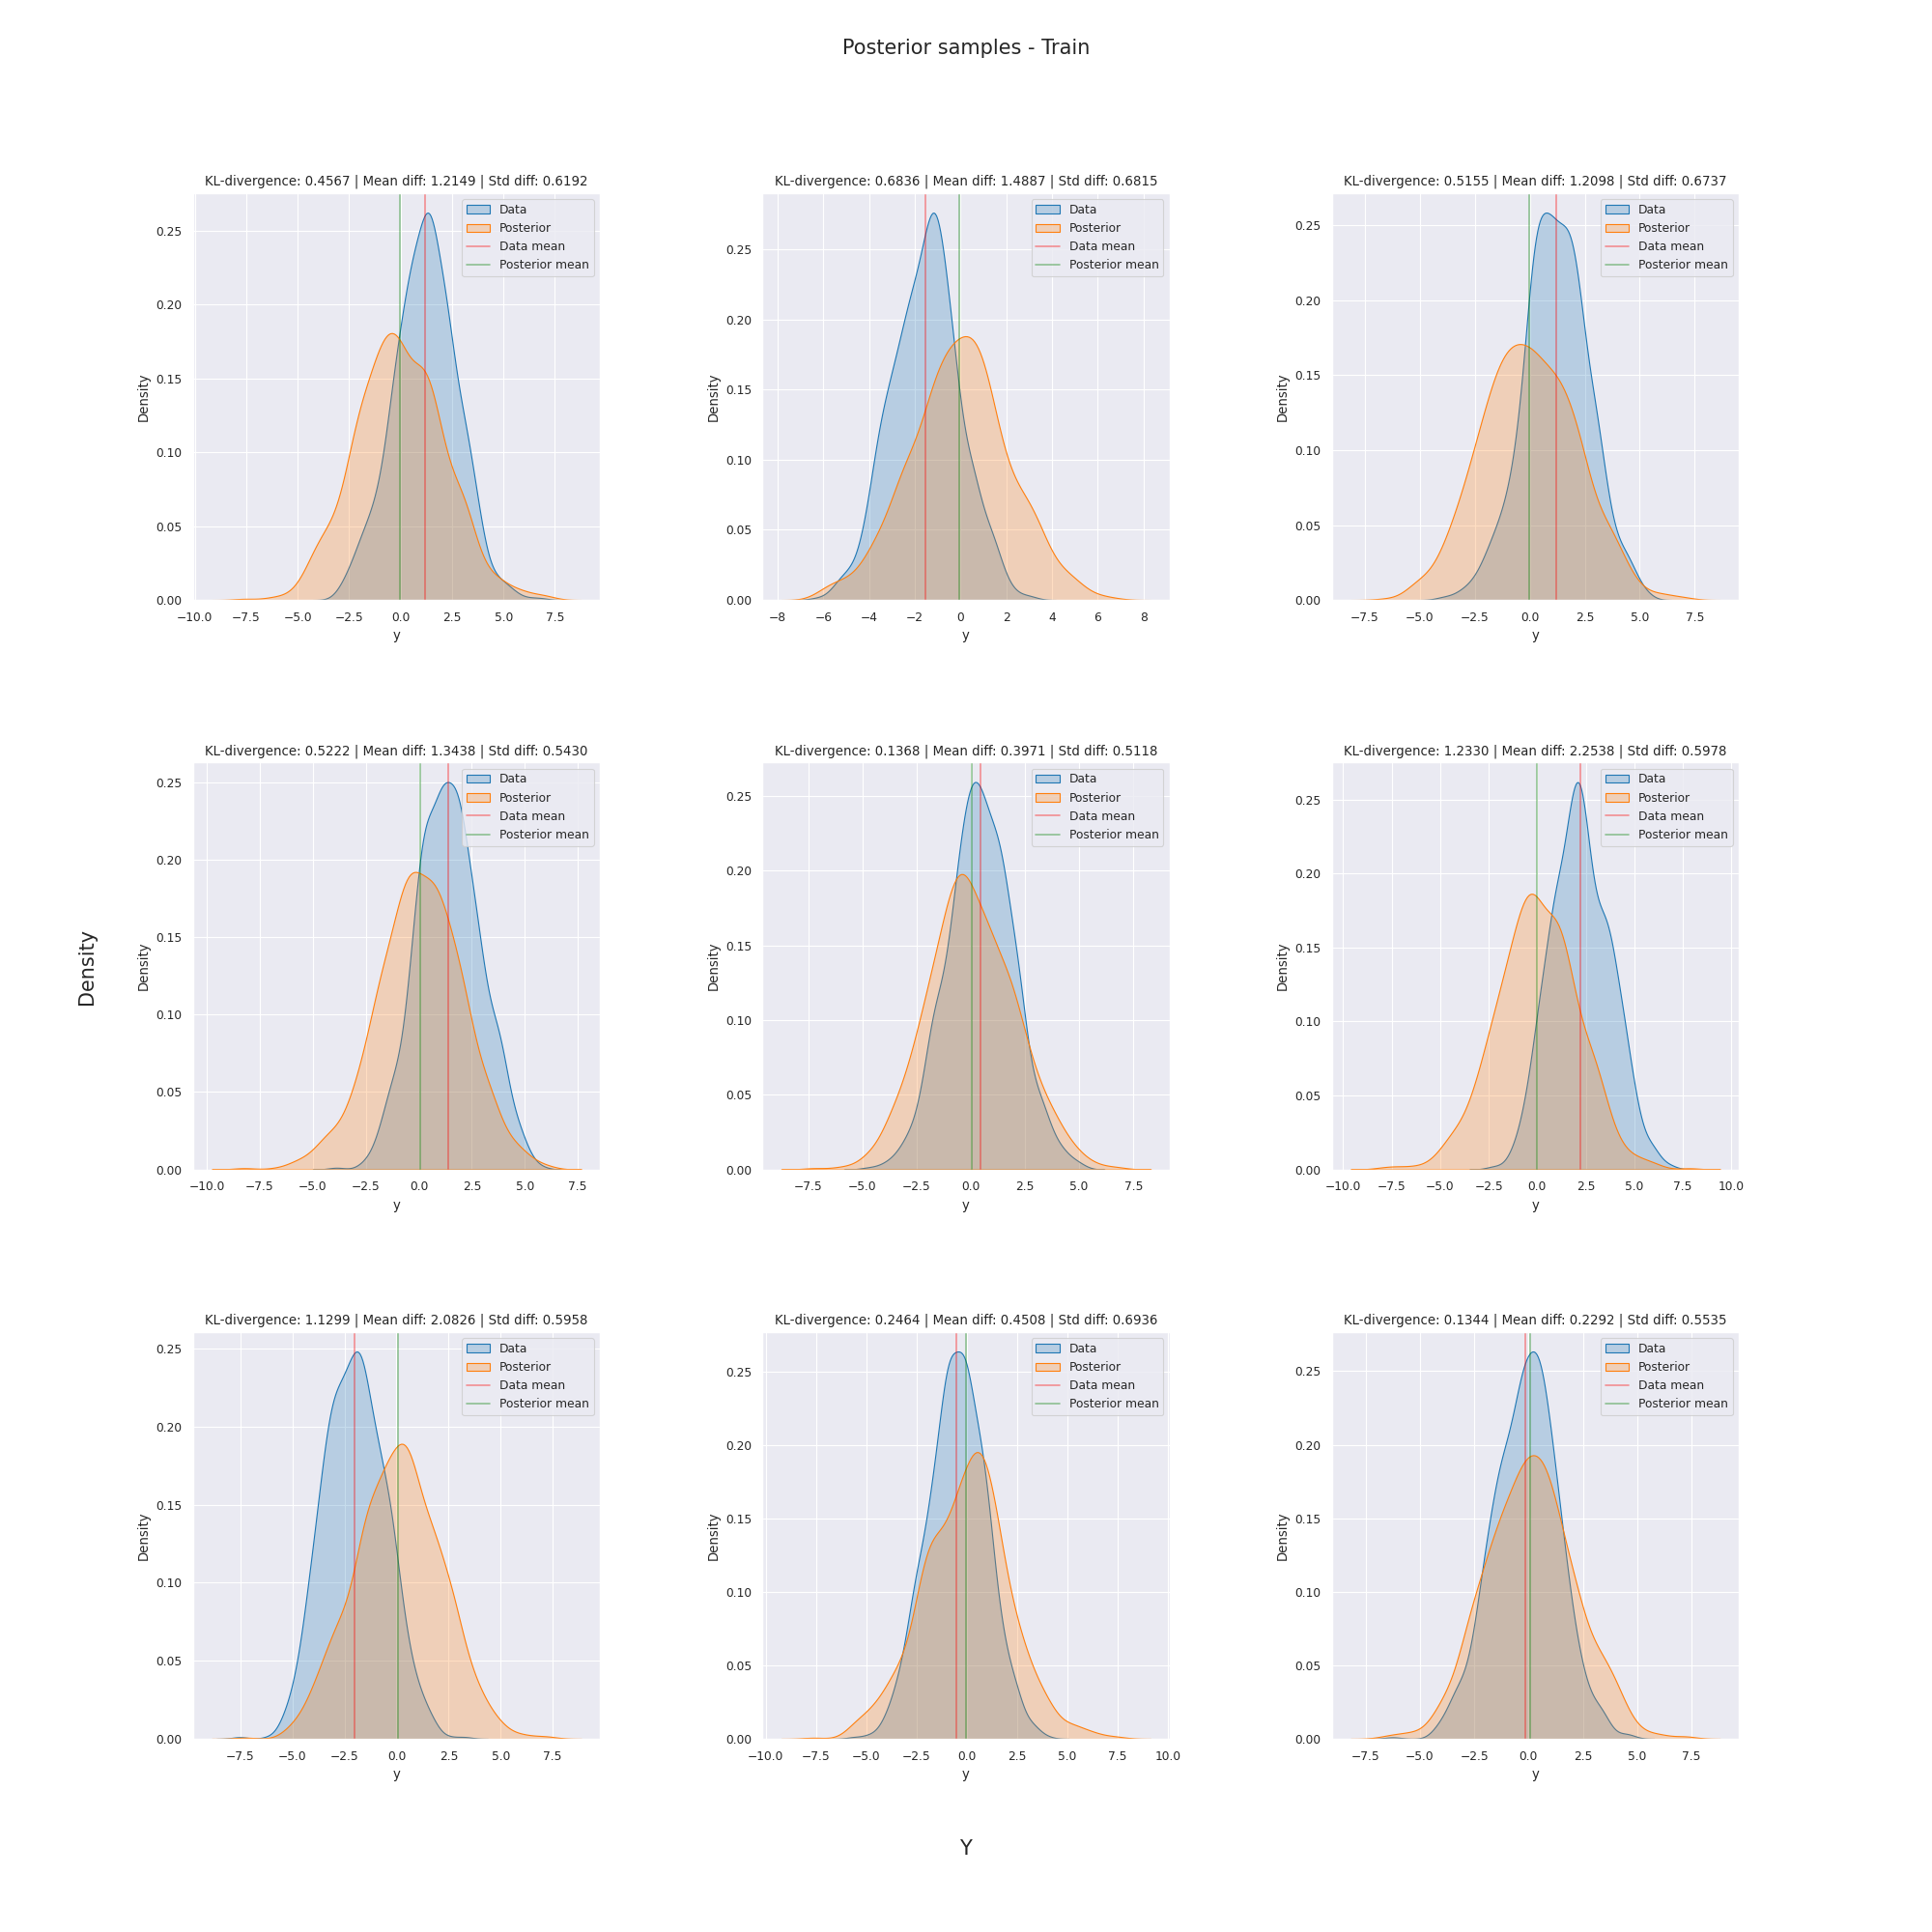 Posterior samples - Train
KL-divergence: 0.4567 | Mean diff: 1.2149 | Std diff: 0.6192
Data
Posterior
Data mean
Posterior mean
0.25
0.20
0.15
0.10
0.05
0.00
Density
−10.0 −7.5 −5.0 −2.5 0.0 2.5 5.0 7.5
y
KL-divergence: 0.6836 | Mean diff: 1.4887 | Std diff: 0.6815
Data
Posterior
Data mean
Posterior mean
0.25
0.20
0.15
0.10
0.05
0.00
Density
−8 −6 −4 −2 0 2 4 6 8
y
KL-divergence: 0.5155 | Mean diff: 1.2098 | Std diff: 0.6737
Data
Posterior
Data mean
Posterior mean
0.25
0.20
0.15
0.10
0.05
0.00
Density
−7.5 −5.0 −2.5 0.0 2.5 5.0 7.5
y
Density
KL-divergence: 0.5222 | Mean diff: 1.3438 | Std diff: 0.5430
Data
Posterior
Data mean
Posterior mean
0.25
0.20
0.15
0.10
0.05
0.00
Density
−10.0 −7.5 −5.0 −2.5 0.0 2.5 5.0 7.5
y
KL-divergence: 0.1368 | Mean diff: 0.3971 | Std diff: 0.5118
Data
Posterior
Data mean
Posterior mean
0.25
0.20
0.15
0.10
0.05
0.00
Density
−7.5 −5.0 −2.5 0.0 2.5 5.0 7.5
y
KL-divergence: 1.2330 | Mean diff: 2.2538 | Std diff: 0.5978
Data
Posterior
Data mean
Posterior mean
0.25
0.20
0.15
0.10
0.05
0.00
Density
−10.0 −7.5 −5.0 −2.5 0.0 2.5 5.0 7.5 10.0
y
KL-divergence: 1.1299 | Mean diff: 2.0826 | Std diff: 0.5958
Data
Posterior
Data mean
Posterior mean
0.25
0.20
0.15
0.10
0.05
0.00
Density
−7.5 −5.0 −2.5 0.0 2.5 5.0 7.5
y
KL-divergence: 0.2464 | Mean diff: 0.4508 | Std diff: 0.6936
Data
Posterior
Data mean
Posterior mean
0.25
0.20
0.15
0.10
0.05
0.00
Density
−10.0 −7.5 −5.0 −2.5 0.0 2.5 5.0 7.5 10.0
y
KL-divergence: 0.1344 | Mean diff: 0.2292 | Std diff: 0.5535
Data
Posterior
Data mean
Posterior mean
0.25
0.20
0.15
0.10
0.05
0.00
Density
−7.5 −5.0 −2.5 0.0 2.5 5.0 7.5
y
Y